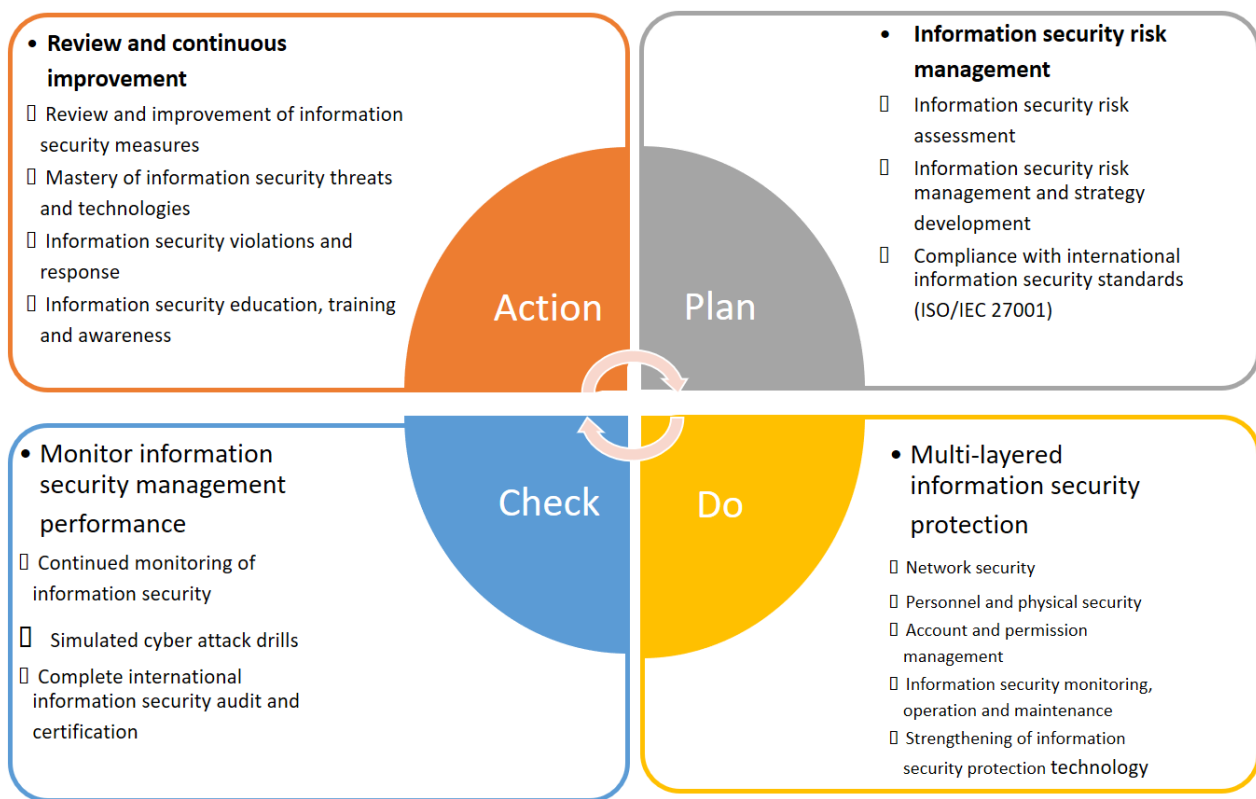 • Review and continuous
improvement
▯ Review and improvement of information
security measures
▯ Mastery of information security threats
and technologies
▯ Information security violations and
response
▯ Information security education, training
and awareness
Action
• Information security risk
management
▯ Information security risk
assessment
▯ Information security risk
management and strategy
development
▯ Compliance with international
information security standards
(ISO/IEC 27001)
Plan
• Monitor information
security management
performance
▯ Continued monitoring of
information security
▯ Simulated cyber attack drills
▯ Complete international
information security audit and
certification
Check
• Multi-layered
information security
protection
▯ Network security
▯ Personnel and physical security
▯ Account and permission
management
▯ Information security monitoring,
operation and maintenance
▯ Strengthening of information
security protection technology
Do